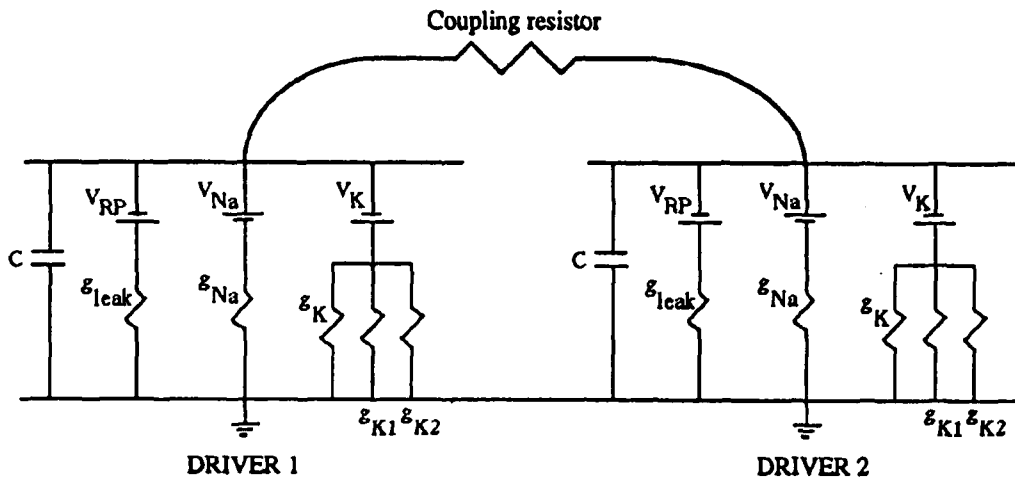 Coupling resistor
V_RP
V_Na
V_K
C
g_leak
g_Na
g_K
g_K1 g_K2
DRIVER 1
V_RP
V_Na
V_K
C
g_leak
g_Na
g_K
g_K1 g_K2
DRIVER 2